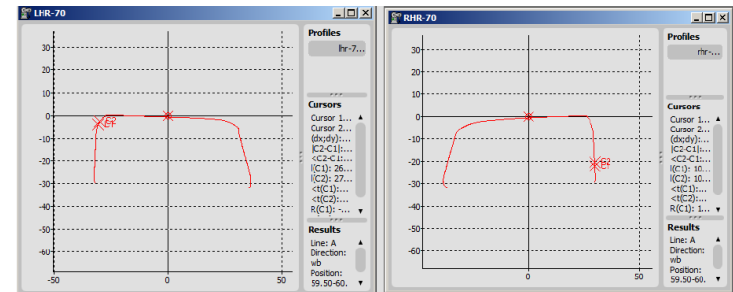 LHR-70
Profiles
lhr-7...
30
20
10
0
-10
-20
-30
-40
-50
-60
-50
0
50
Cursors
Cursor 1...
Cursor 2...
(dx;dy):...
|C2-C1|:...
<C2-C1:...
l(C1): 26...
l(C2): 27...
<t(C1):...
<t(C2):...
R(C1): -...
Results
Line: A
Direction:
wb
Position:
59.50-60.
RHR-70
Profiles
rhr-...
30
20
10
0
-10
-20
-30
-40
-50
-60
0
50
Cursors
Cursor 1...
Cursor 2...
(dx;dy):...
|C2-C1|:...
<C2-C1:...
l(C1): 10...
l(C2): 10...
<t(C1):...
<t(C2):...
R(C1): 1...
Results
Line: A
Direction:
wb
Position:
59.50-60.